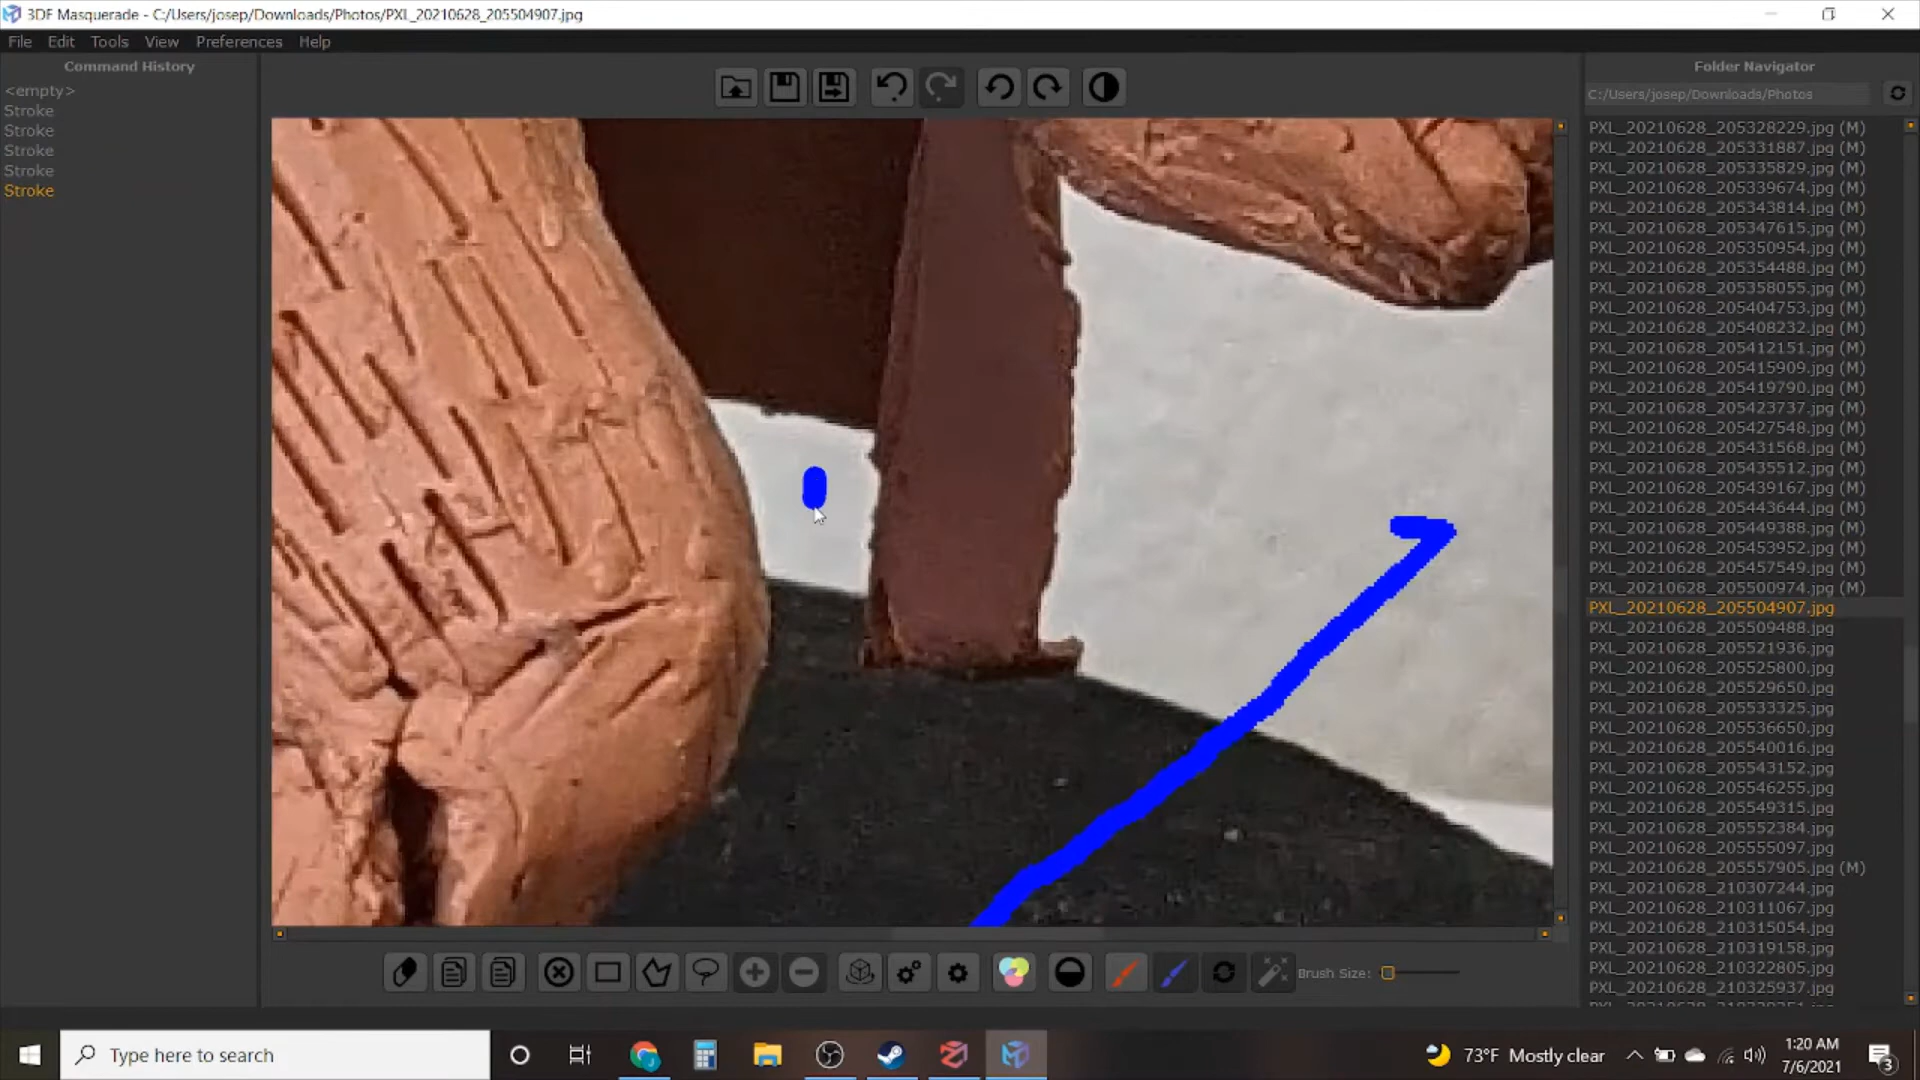 3DF Masquerade - C:/Users/josep/Downloads/Photos/PXL_20210628_205504907.jpg
File Edit Tools View Preferences Help
Command History
<empty>
Stroke
Stroke
Stroke
Stroke
Stroke
Folder Navigator
C:/Users/josep/Downloads/Photos
PXL_20210628_205328229.jpg (M)
PXL_20210628_205331887.jpg (M)
PXL_20210628_205335829.jpg (M)
PXL_20210628_205339674.jpg (M)
PXL_20210628_205343814.jpg (M)
PXL_20210628_205347615.jpg (M)
PXL_20210628_205350954.jpg (M)
PXL_20210628_205354488.jpg (M)
PXL_20210628_205358055.jpg (M)
PXL_20210628_205404753.jpg (M)
PXL_20210628_205408232.jpg (M)
PXL_20210628_205412151.jpg (M)
PXL_20210628_205415909.jpg (M)
PXL_20210628_205419790.jpg (M)
PXL_20210628_205423737.jpg (M)
PXL_20210628_205427548.jpg (M)
PXL_20210628_205431568.jpg (M)
PXL_20210628_205435512.jpg (M)
PXL_20210628_205439167.jpg (M)
PXL_20210628_205443644.jpg (M)
PXL_20210628_205449388.jpg (M)
PXL_20210628_205453952.jpg (M)
PXL_20210628_205457549.jpg (M)
PXL_20210628_205500974.jpg (M)
PXL_20210628_205504907.jpg
PXL_20210628_205509488.jpg
PXL_20210628_205521936.jpg
PXL_20210628_205525800.jpg
PXL_20210628_205529650.jpg
PXL_20210628_205533325.jpg
PXL_20210628_205536650.jpg
PXL_20210628_205540016.jpg
PXL_20210628_205543152.jpg
PXL_20210628_205546255.jpg
PXL_20210628_205549315.jpg
PXL_20210628_205552384.jpg
PXL_20210628_205555097.jpg
PXL_20210628_205557905.jpg (M)
PXL_20210628_210307244.jpg
PXL_20210628_210311067.jpg
PXL_20210628_210315054.jpg
PXL_20210628_210319158.jpg
PXL_20210628_210322805.jpg
PXL_20210628_210325937.jpg
Brush Size:
Type here to search
73°F Mostly clear
1:20 AM
7/6/2021
3